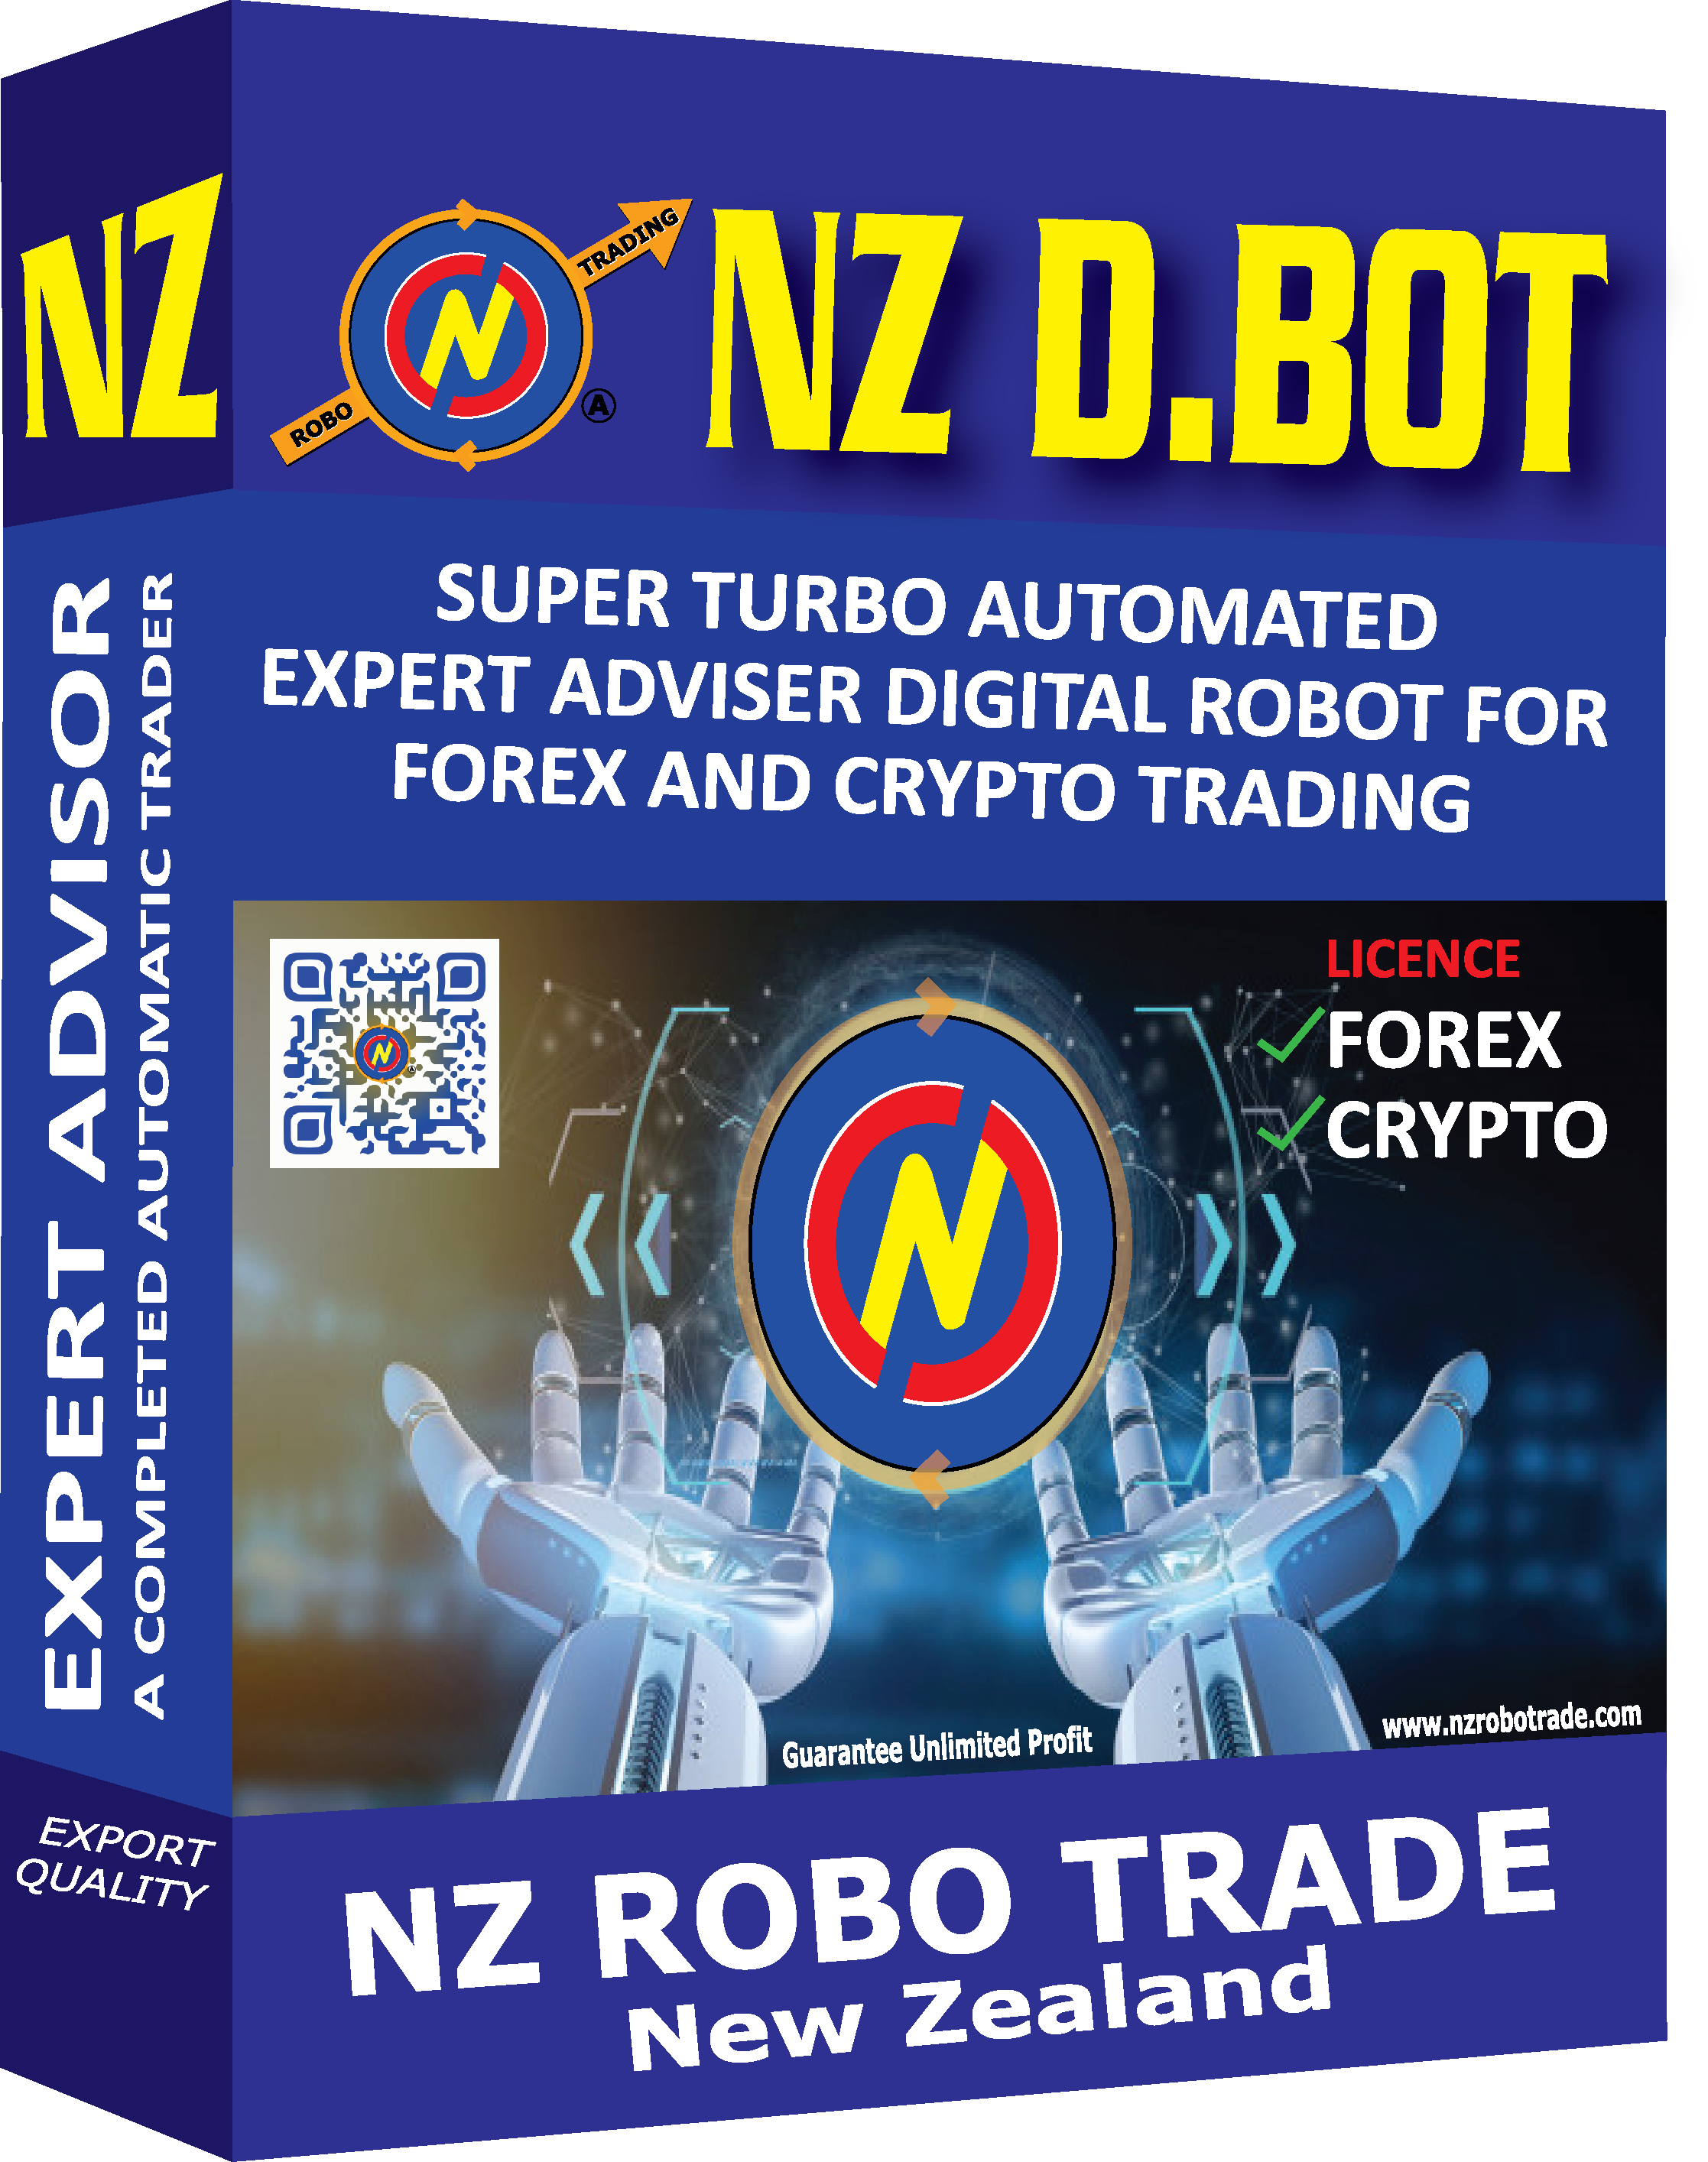 NZ
EXPERT ADVISOR
A COMPLETED AUTOMATIC TRADER
EXPORT
QUALITY
ROBO
TRADING
N
A
NZ D.BOT
SUPER TURBO AUTOMATED
EXPERT ADVISER DIGITAL ROBOT FOR
FOREX AND CRYPTO TRADING
N
LICENCE
FOREX
CRYPTO
N
Guarantee Unlimited Profit
www.nzrobotrade.com
NZ ROBO TRADE
New Zealand